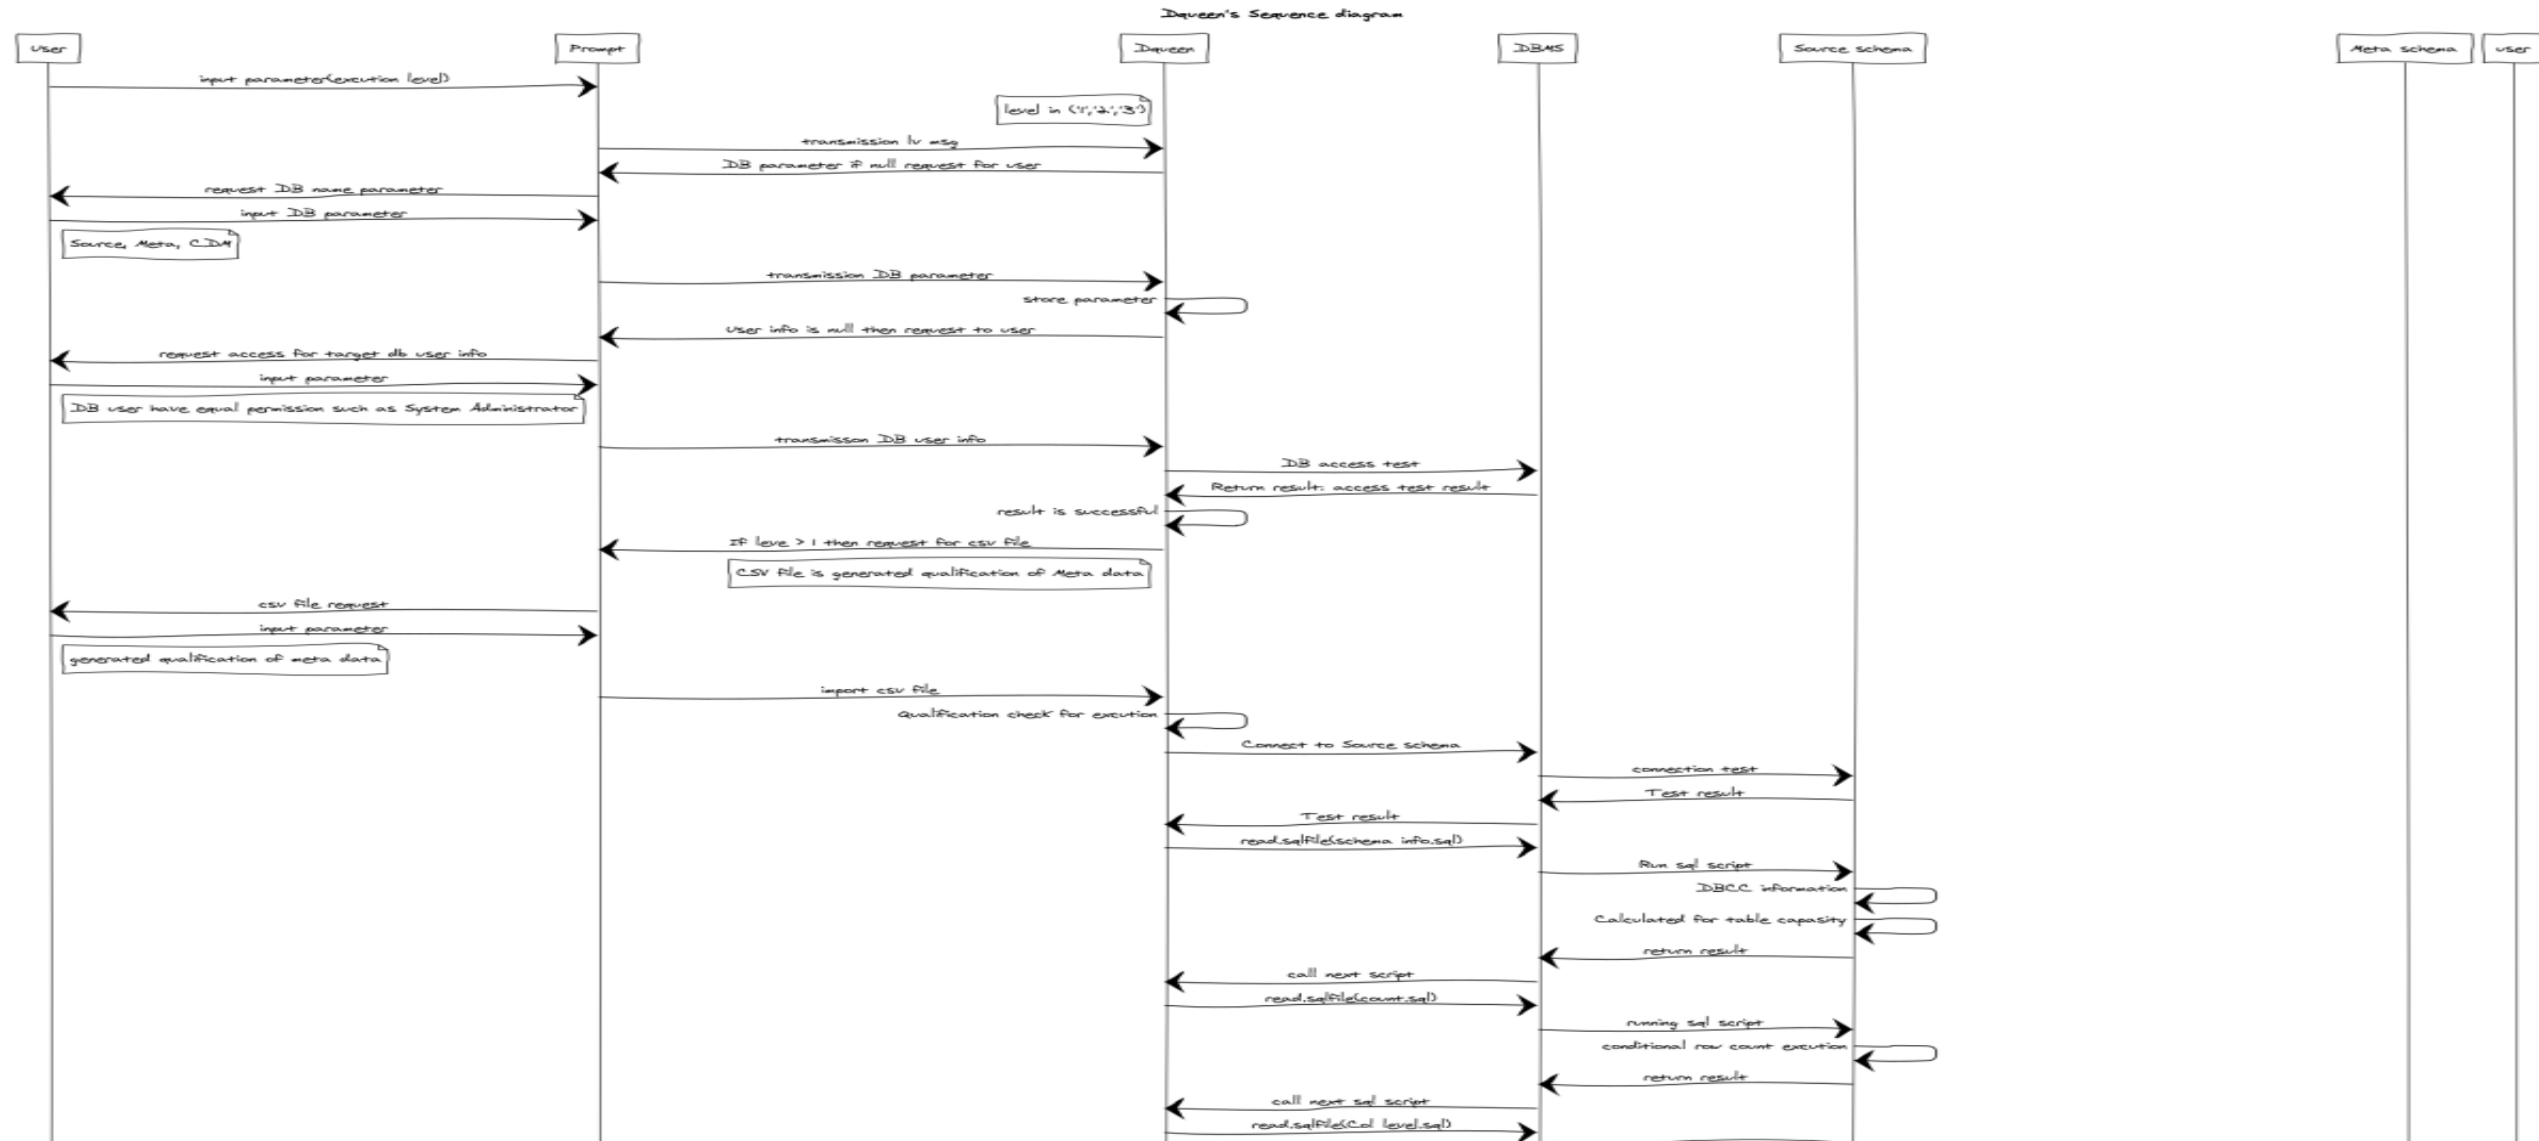 Dqueen's Sequence diagram
User
Prompt
Dqueen
DBMS
Source schema
Meta schema
user
input parameter(excution level)
level in ('1','2','3')
transmission lv msg
DB parameter if null request for user
request DB name parameter
input DB parameter
Source, Meta, CDM
transmission DB parameter
store parameter
User info is null then request to user
request access for target db user info
input parameter
DB user have equal permission such as System Administrator
transmisson DB user info
DB access test
Return result: access test result
result is successful
If leve > 1 then request for csv file
CSV file is generated qualification of Meta data
csv file request
input parameter
generated qualification of meta data
import csv file
Qualification check for excution
Connect to Source schema
connection test
Test result
Test result
read.sqlfile(schema info.sql)
Run sql script
DBCC information
Calculated for table capasity
return result
call next script
read.sqlfile(count.sql)
running sql script
conditional row count excution
return result
call next sql script
read.sqlfile(Col level.sql)